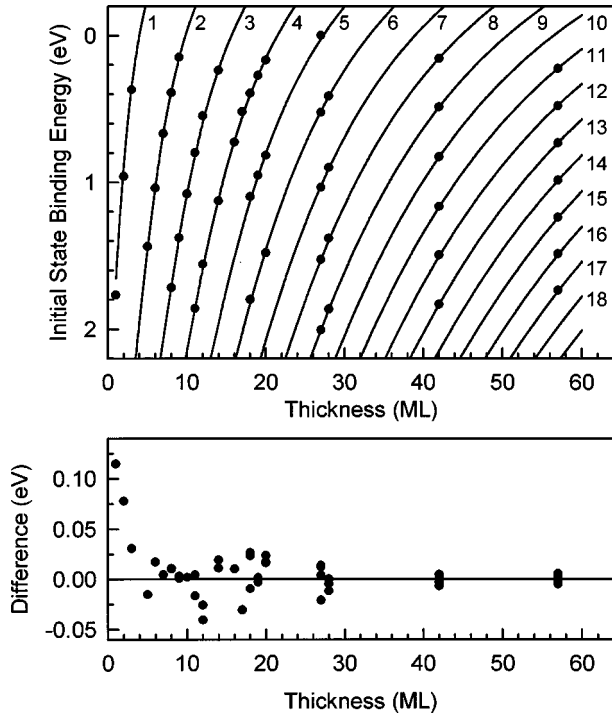 1 2 3 4 5 6 7 8 9 10
11
12
13
14
15
16
17
18
0
1
2
Initial State Binding Energy (eV)
0 10 20 30 40 50 60
Thickness (ML)
0.10
0.05
0.00
-0.05
Difference (eV)
0 10 20 30 40 50 60
Thickness (ML)